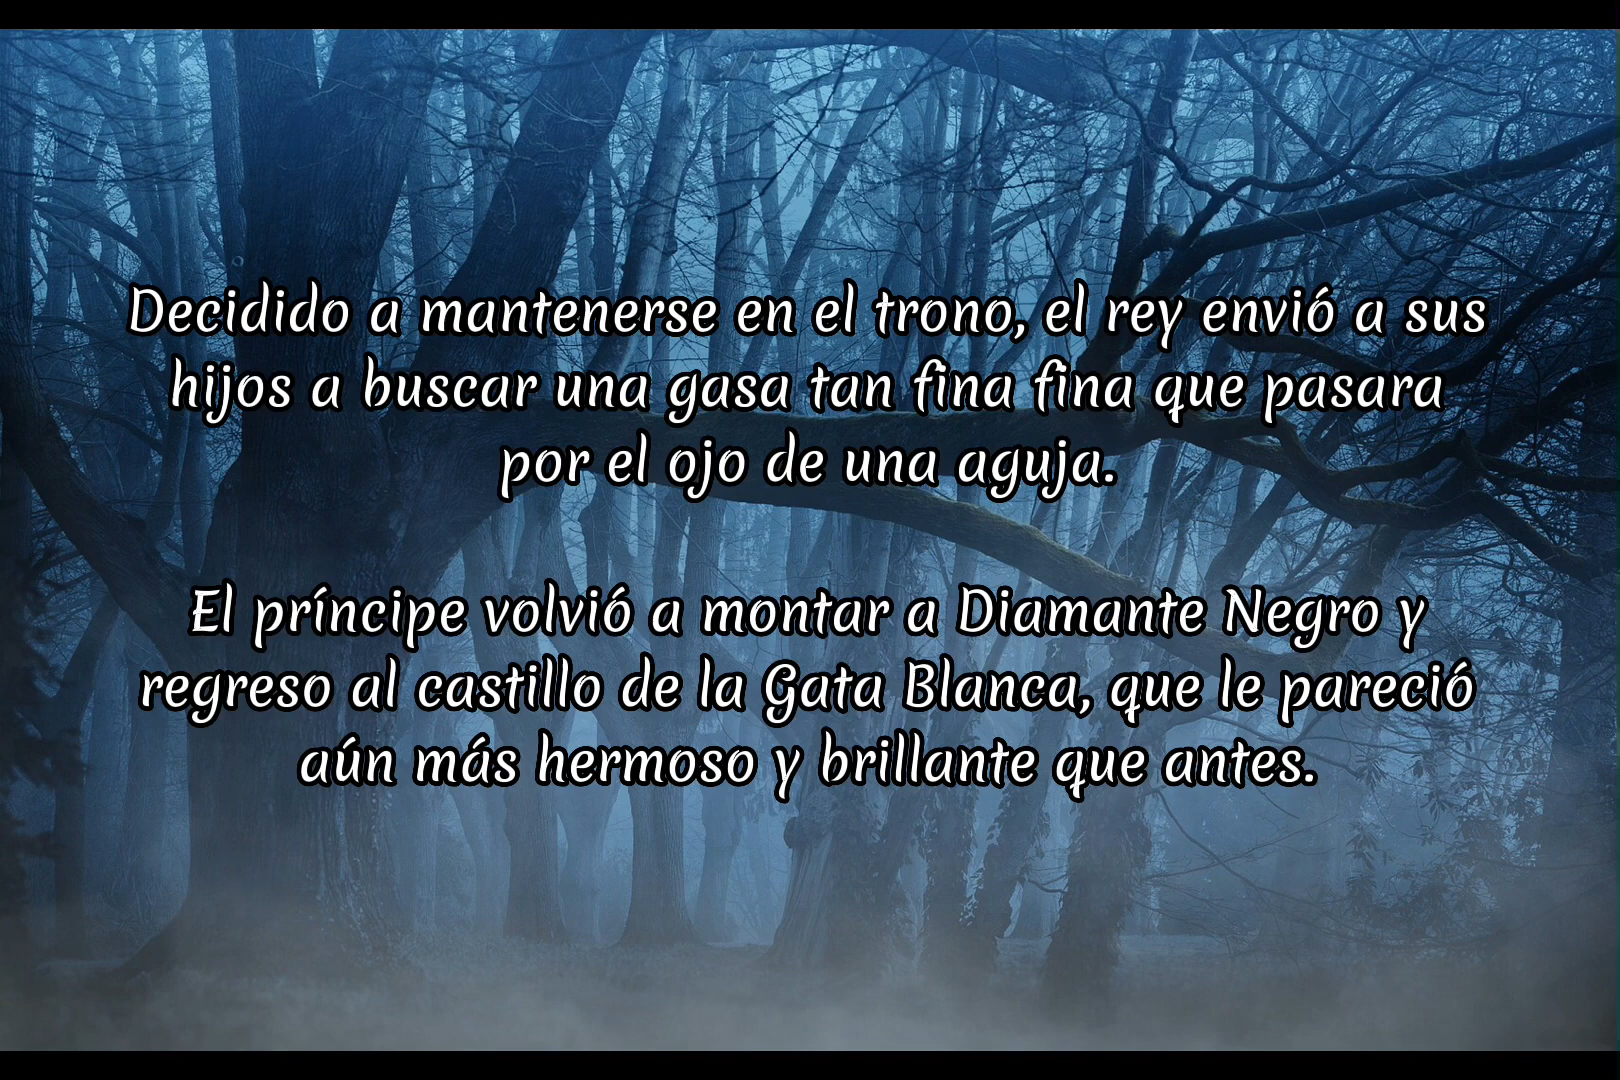 Decidido a mantenerse en el trono, el rey envió a sus
hijos a buscar una gasa tan fina fina que pasara
por el ojo de una aguja.
El príncipe volvió a montar a Diamante Negro y
regreso al castillo de la Gata Blanca, que le pareció
aún más hermoso y brillante que antes.